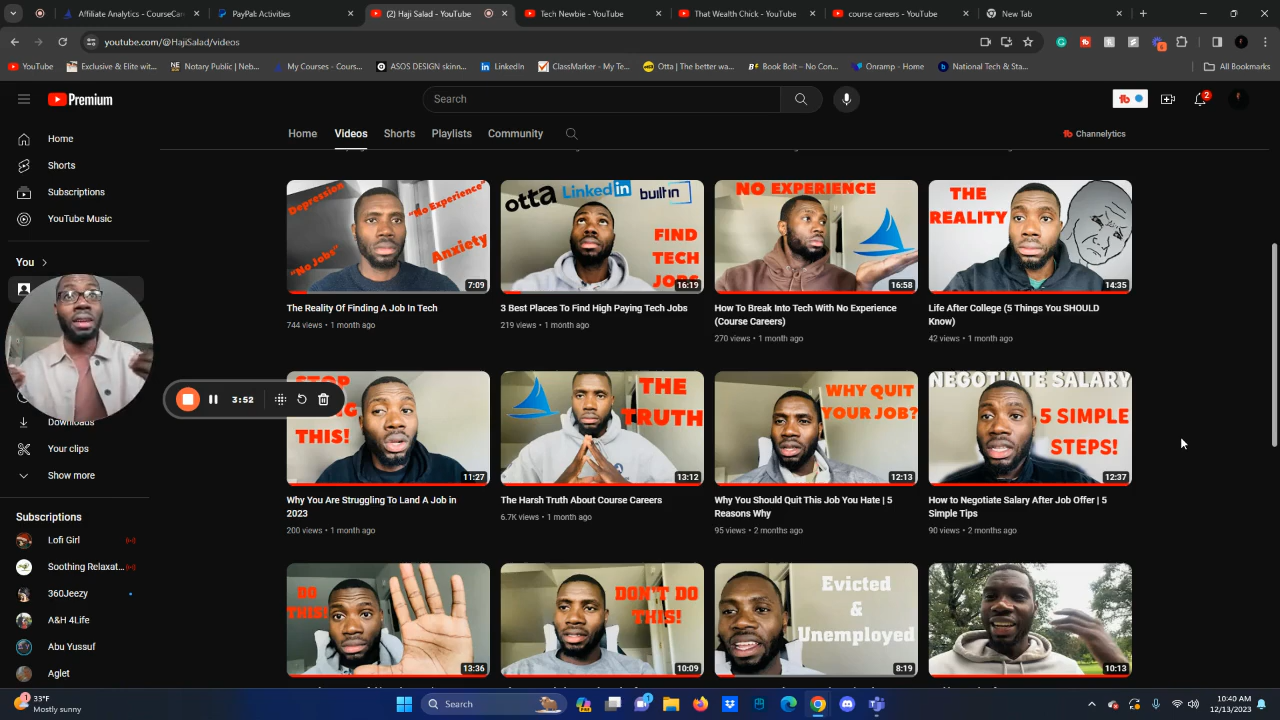 Affiliate Analytics - CourseCar
PayPal: Activities
(2) Haji Salad - YouTube
Tech Newbie - YouTube
That Wealth Chick - YouTube
course careers - YouTube
New Tab
youtube.com/@HajiSalad/videos
YouTube
Exclusive & Elite wit...
Notary Public | Neb...
My Courses - Cours...
ASOS DESIGN skinn...
LinkedIn
ClassMarker - My Te...
Otta | The better wa...
Book Bolt – No Con...
Onramp - Home
National Tech & Sta...
All Bookmarks
Premium
Search
2
Home
Videos
Shorts
Playlists
Community
Channelytics
Home
Shorts
Subscriptions
YouTube Music
You
Downloads
Your clips
Show more
Subscriptions
Lofi Girl
Soothing Relaxat...
360Jeezy
A&H 4Life
Abu Yussuf
Aglet
3:52
Depression
"No Experience"
"No Jobs"
Anxiety
7:09
The Reality Of Finding A Job In Tech
744 views • 1 month ago
otta
LinkedIn
builtin
FIND
TECH
JOBS
16:19
3 Best Places To Find High Paying Tech Jobs
219 views • 1 month ago
NO EXPERIENCE
16:58
How To Break Into Tech With No Experience
(Course Careers)
270 views • 1 month ago
THE
REALITY
14:35
Life After College (5 Things You SHOULD
Know)
42 views • 1 month ago
STOP
THIS!
11:27
Why You Are Struggling To Land A Job in
2023
200 views • 1 month ago
THE
TRUTH
13:12
The Harsh Truth About Course Careers
6.7K views • 1 month ago
WHY QUIT
YOUR JOB?
12:13
Why You Should Quit This Job You Hate | 5
Reasons Why
95 views • 2 months ago
NEGOTIATE SALARY
5 SIMPLE
STEPS!
12:37
How to Negotiate Salary After Job Offer | 5
Simple Tips
90 views • 2 months ago
DO
THIS!
13:36
DON'T DO
THIS!
10:09
Evicted
&
Unemployed
8:19
10:13
33°F
Mostly sunny
Search
10:40 AM
12/13/2023